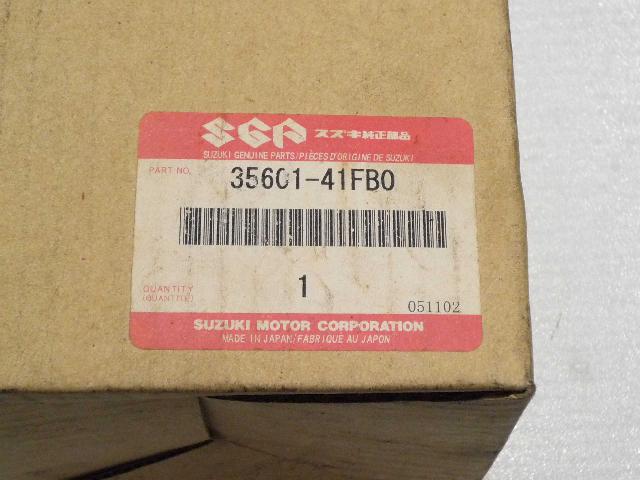 SGP スズキ純正部品
SUZUKI GENUINE PARTS/PIÈCES D'ORIGINE DE SUZUKI
PART NO. 35601-41FB0
QUANTITY 1
(QUANTITÉ)
051102
SUZUKI MOTOR CORPORATION
MADE IN JAPAN/FABRIQUE AU JAPON